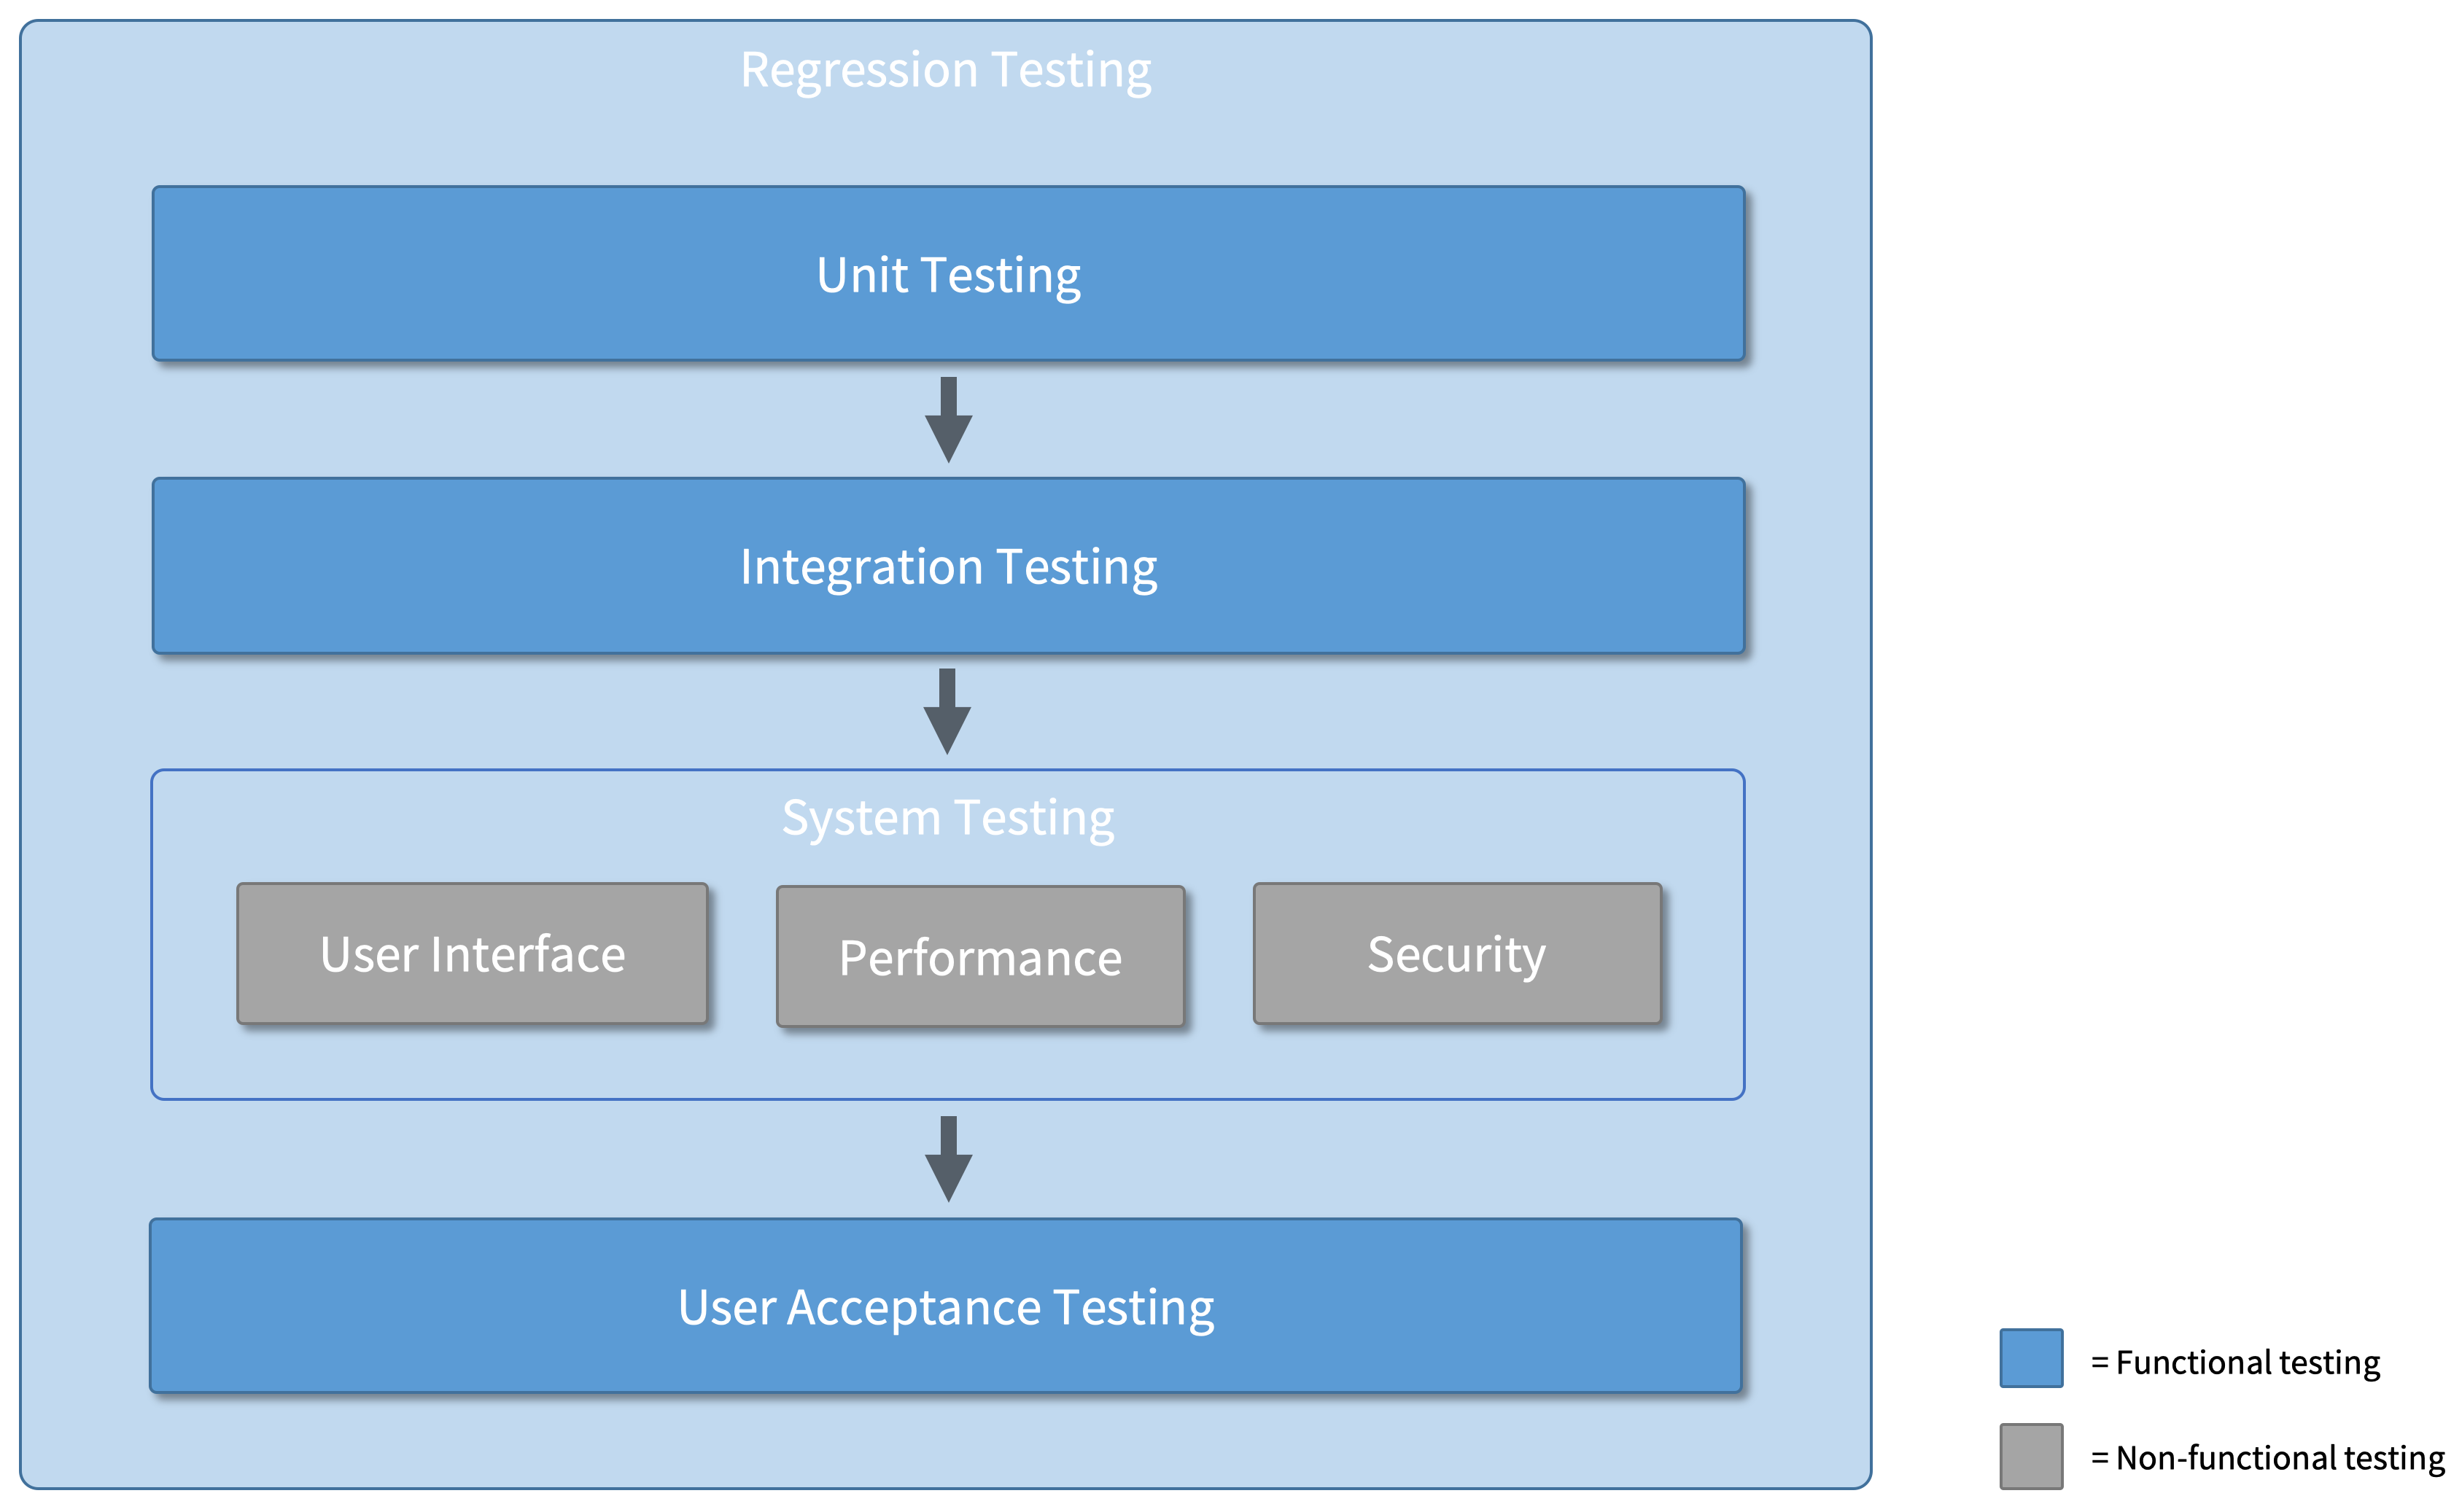 Regression Testing
Unit Testing
Integration Testing
System Testing
User Interface
Performance
Security
User Acceptance Testing
= Functional testing
= Non-functional testing